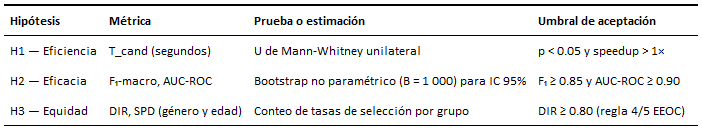 Hipótesis Métrica Prueba o estimación Umbral de aceptación
H1 — Eficiencia T_cand (segundos) U de Mann-Whitney unilateral p < 0.05 y speedup > 1×
H2 — Eficacia F₁-macro, AUC-ROC Bootstrap no paramétrico (B = 1 000) para IC 95% F₁ ≥ 0.85 y AUC-ROC ≥ 0.90
H3 — Equidad DIR, SPD (género y edad) Conteo de tasas de selección por grupo DIR ≥ 0.80 (regla 4/5 EEOC)